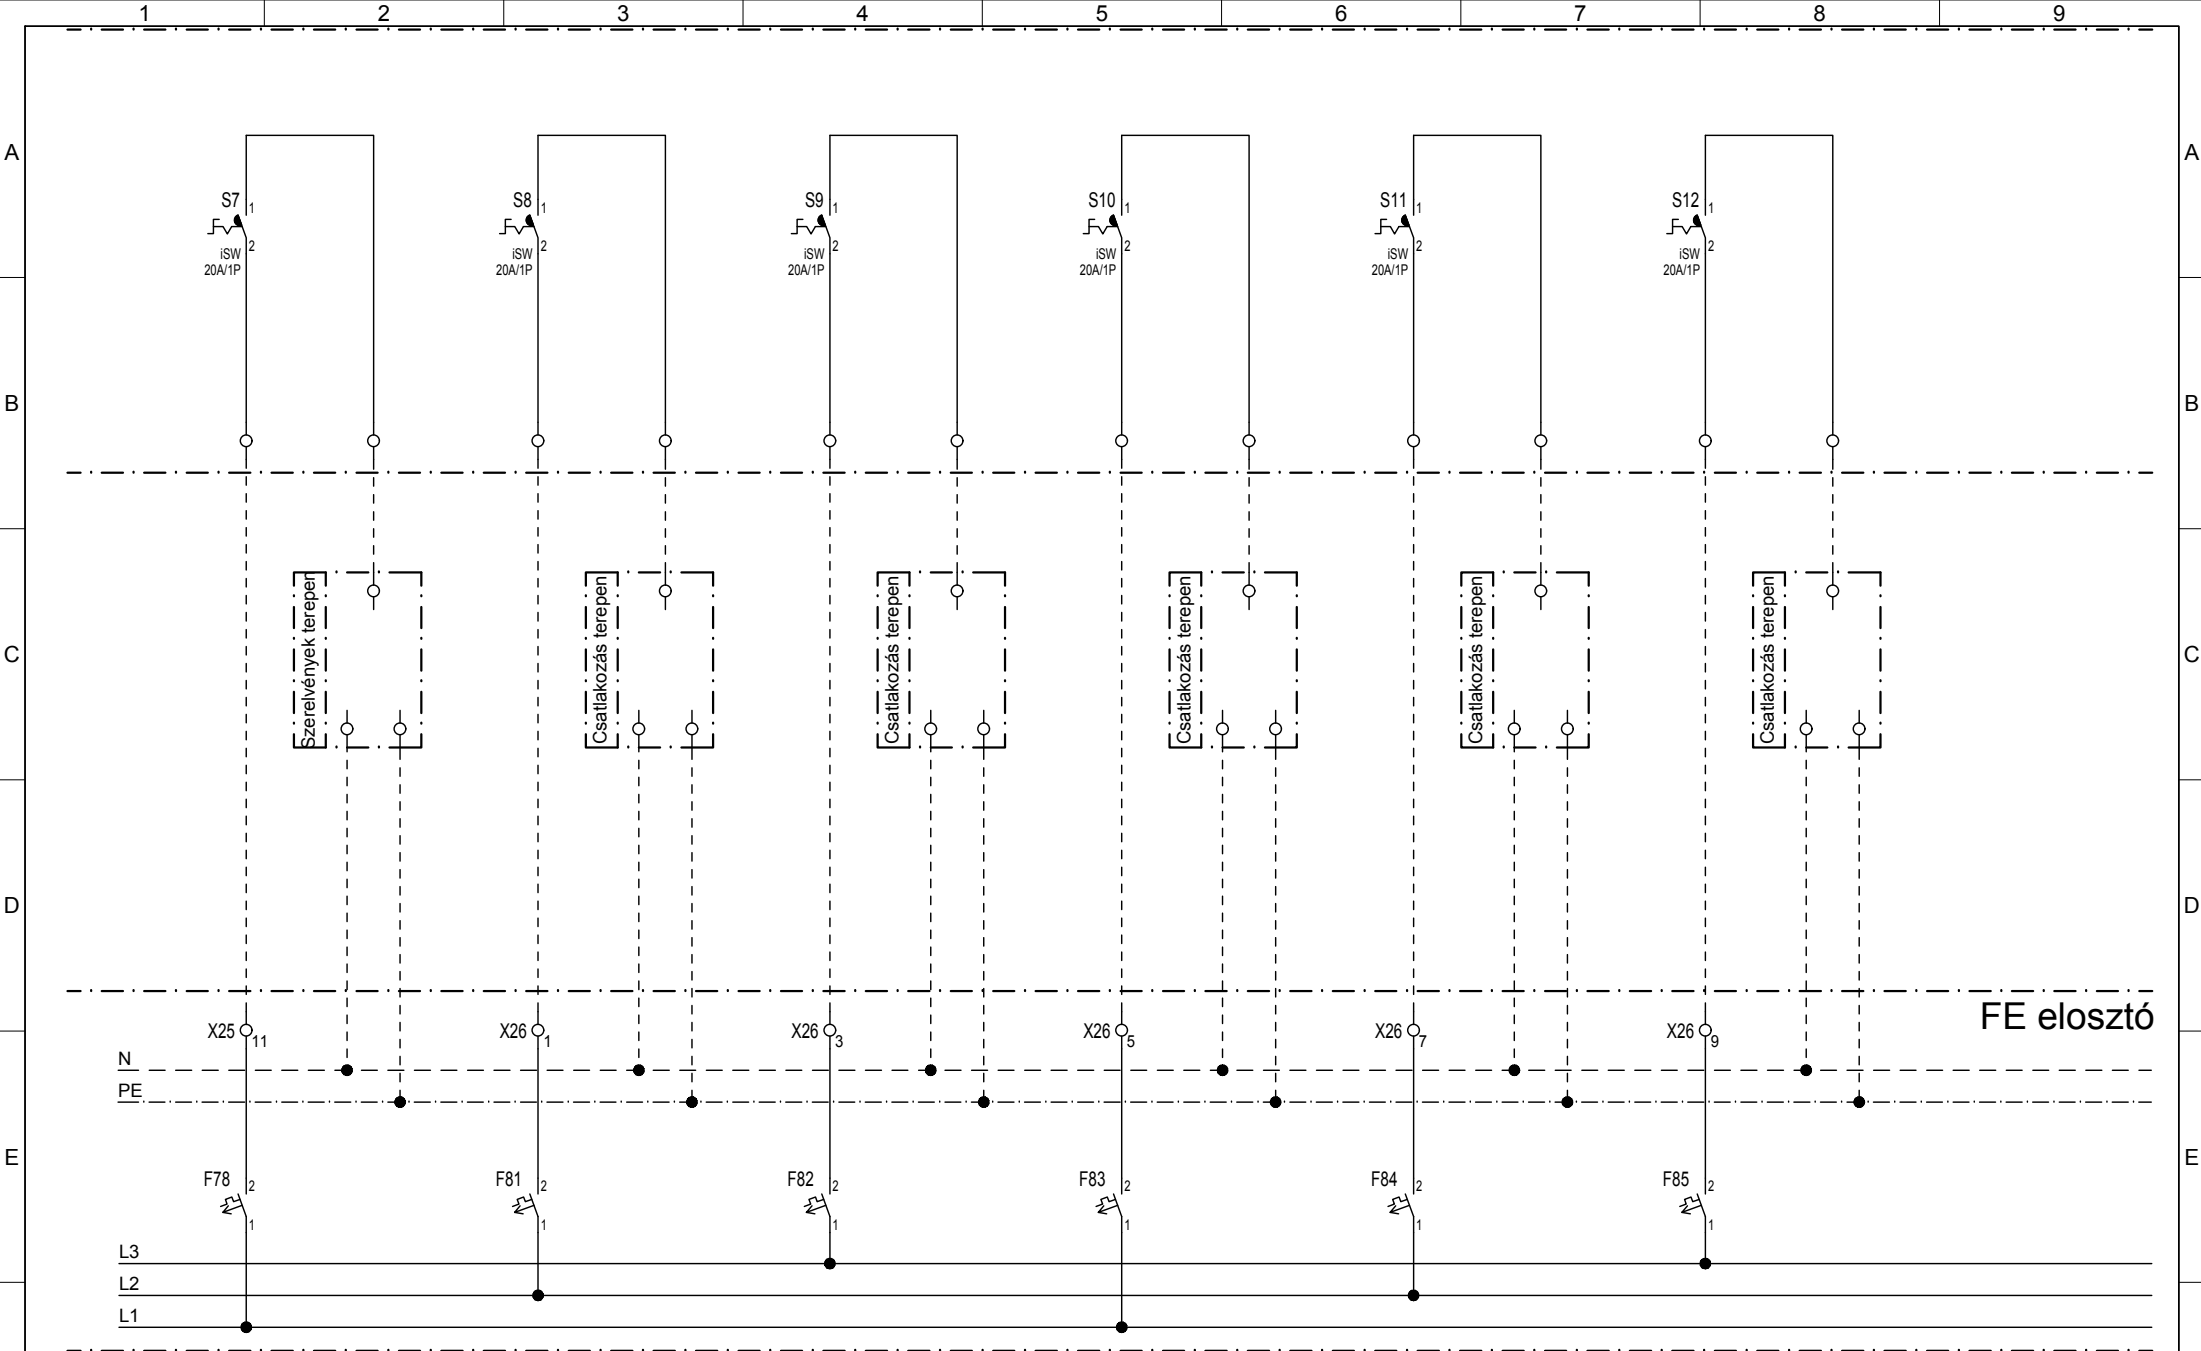 1 2 3 4 5 6 7 8 9
A A
S7 1 S8 1 S9 1 S10 1 S11 1 S12 1
2 2 2 2 2 2
iSW iSW iSW iSW iSW iSW
20A/1P 20A/1P 20A/1P 20A/1P 20A/1P 20A/1P
B B
Szerelvények terepen
Csatlakozás terepen
Csatlakozás terepen
Csatlakozás terepen
Csatlakozás terepen
Csatlakozás terepen
C C
D D
FE elosztó
X25 11 X26 1 X26 3 X26 5 X26 7 X26 9
N
PE
E E
F78 2 F81 2 F82 2 F83 2 F84 2 F85 2
1 1 1 1 1 1
L3
L2
L1